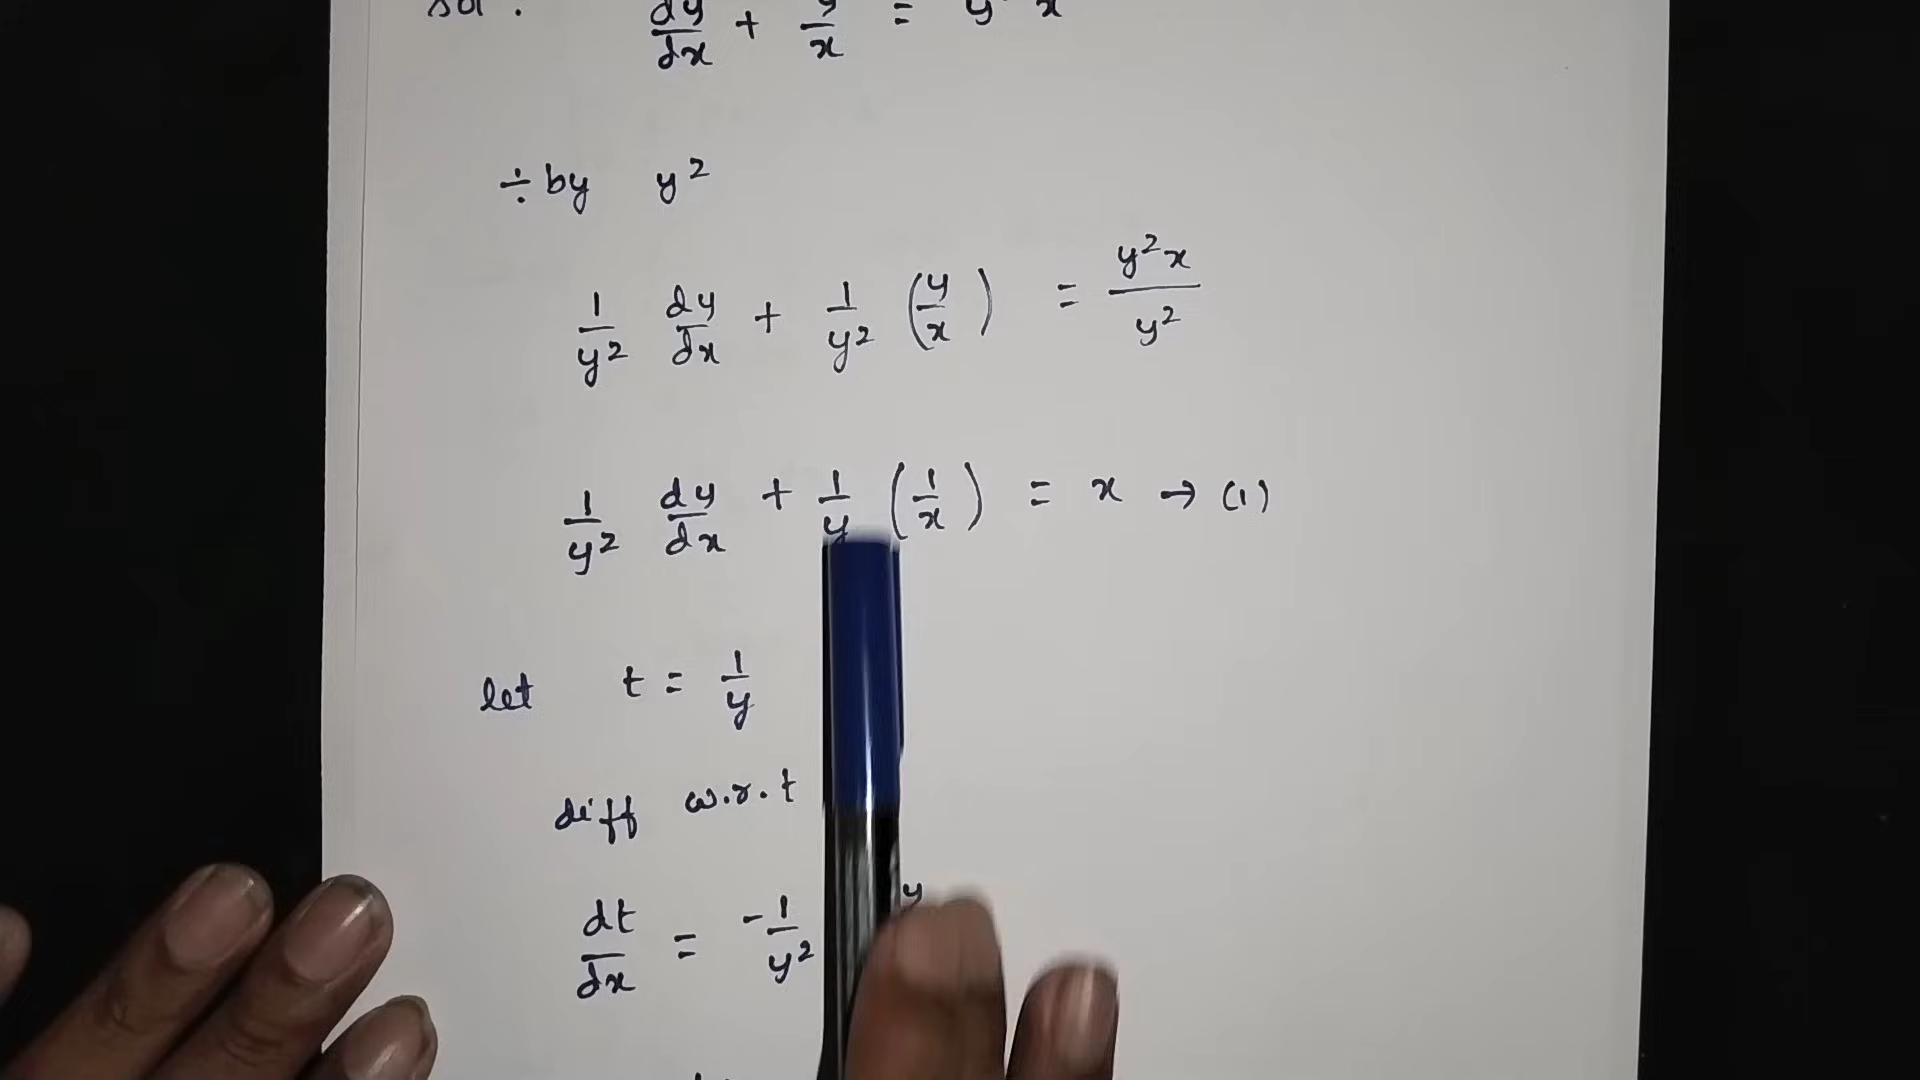 Sol : dy/dx + y/x = y² x
÷ by y²
1/y² dy/dx + 1/y² (y/x) = y²x/y²
1/y dy/dx + 1/y (1/x) = x → (1)
let t = 1/y
diff w.r.t
dt/dx = -1/y² y